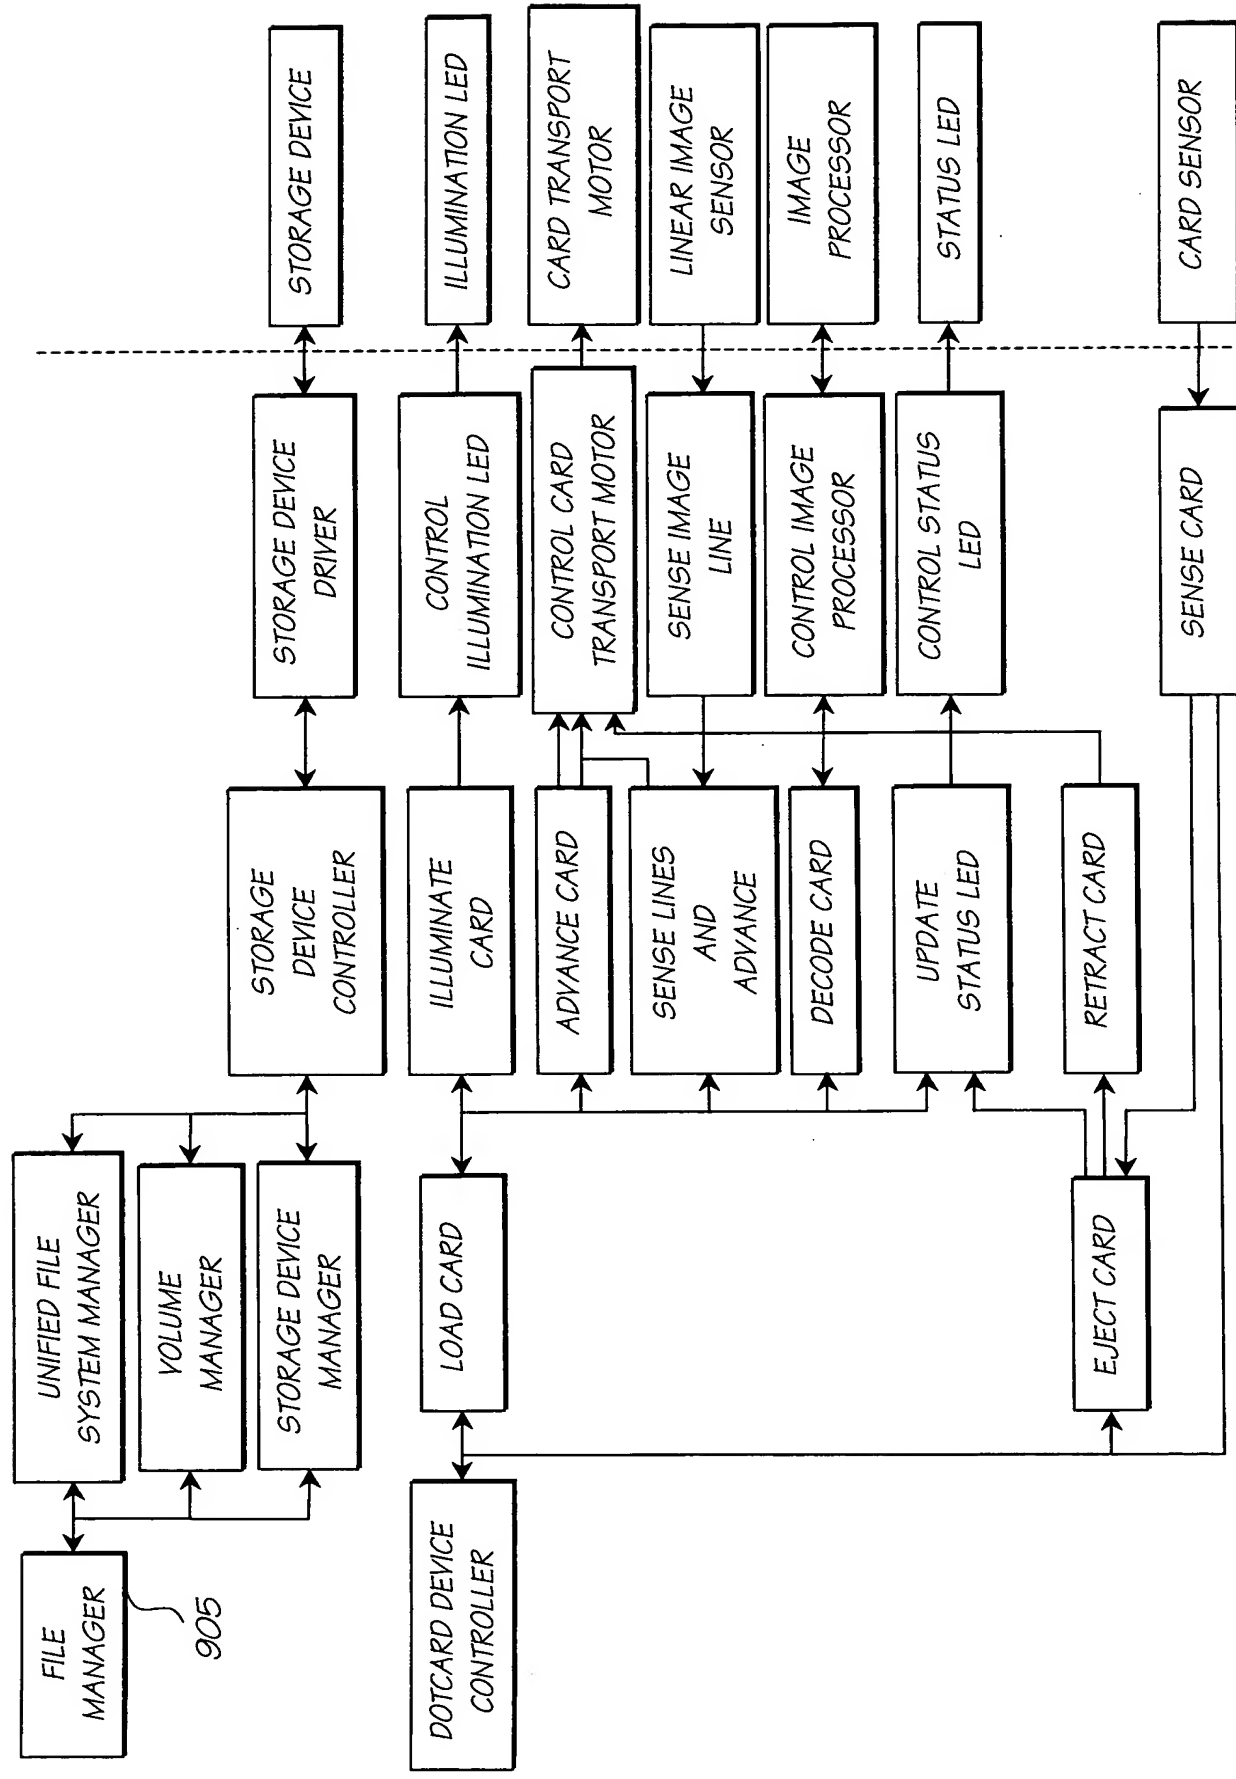 FILE
MANAGER
905
UNIFIED FILE
SYSTEM MANAGER
VOLUME
MANAGER
STORAGE DEVICE
MANAGER
STORAGE
DEVICE
CONTROLLER
STORAGE DEVICE
DRIVER
STORAGE DEVICE
DOTCARD DEVICE
CONTROLLER
LOAD CARD
ILLUMINATE
CARD
CONTROL
ILLUMINATION LED
ILLUMINATION LED
ADVANCE CARD
CONTROL CARD
TRANSPORT MOTOR
CARD TRANSPORT
MOTOR
SENSE LINES
AND
ADVANCE
SENSE IMAGE
LINE
LINEAR IMAGE
SENSOR
DECODE CARD
CONTROL IMAGE
PROCESSOR
IMAGE
PROCESSOR
UPDATE
STATUS LED
CONTROL STATUS
LED
STATUS LED
EJECT CARD
RETRACT CARD
SENSE CARD
CARD SENSOR